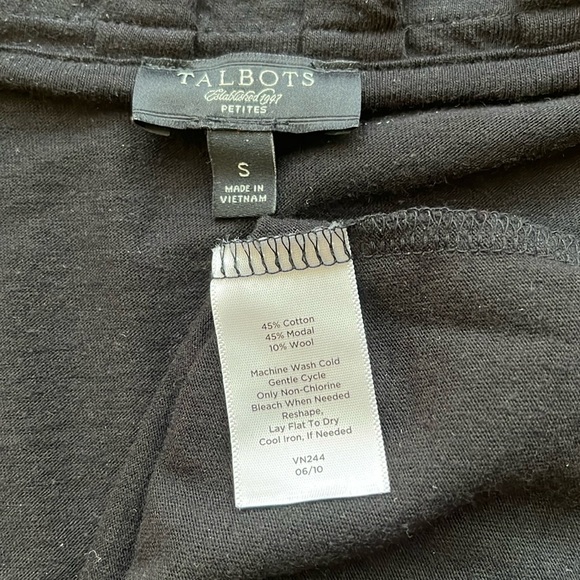 TALBOTS
Established 1947
PETITES
S
MADE IN
VIETNAM
45% Cotton
45% Modal
10% Wool
Machine Wash Cold
Gentle Cycle
Only Non-Chlorine
Bleach When Needed
Reshape,
Lay Flat To Dry
Cool Iron, If Needed
VN244
06/10